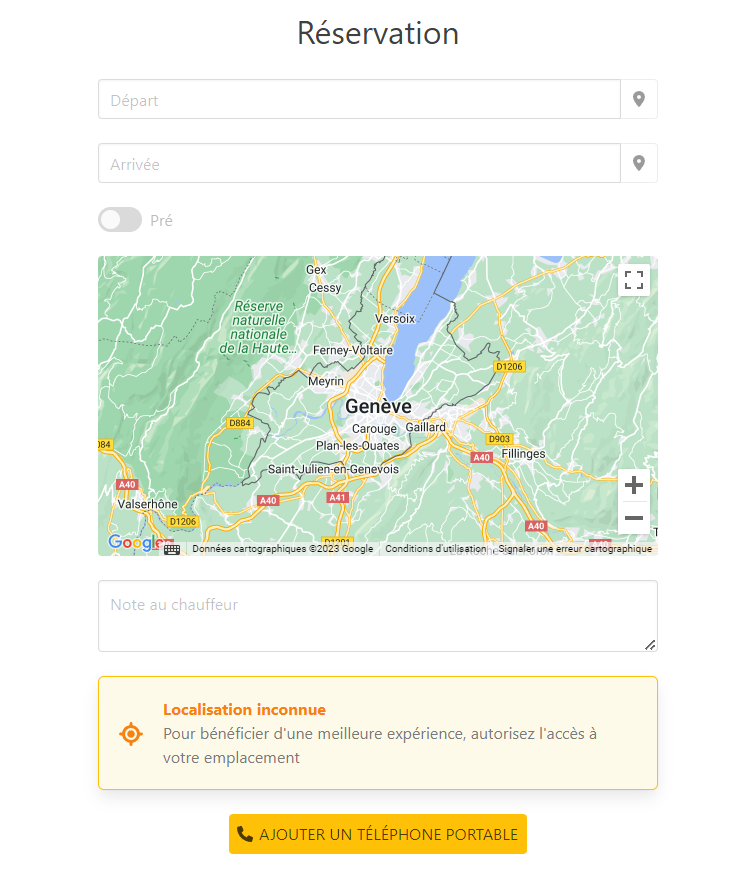 Réservation
Départ
Arrivée
Pré
Gex
Cessy
Réserve
naturelle
nationale
de la Haute...
Versoix
Ferney-Voltaire
D1206
Meyrin
Genève
D884
Carouge
Gaillard
D84
Plan-les-Ouates
D903
Fillinges
A40
Saint-Julien-en-Genevois
A40
A40
A41
Valserhône
D1206
A40
Google
Données cartographiques ©2023 Google
Conditions d'utilisation
Signaler une erreur cartographique
Note au chauffeur
Localisation inconnue
Pour bénéficier d'une meilleure expérience, autorisez l'accès à
votre emplacement
AJOUTER UN TÉLÉPHONE PORTABLE